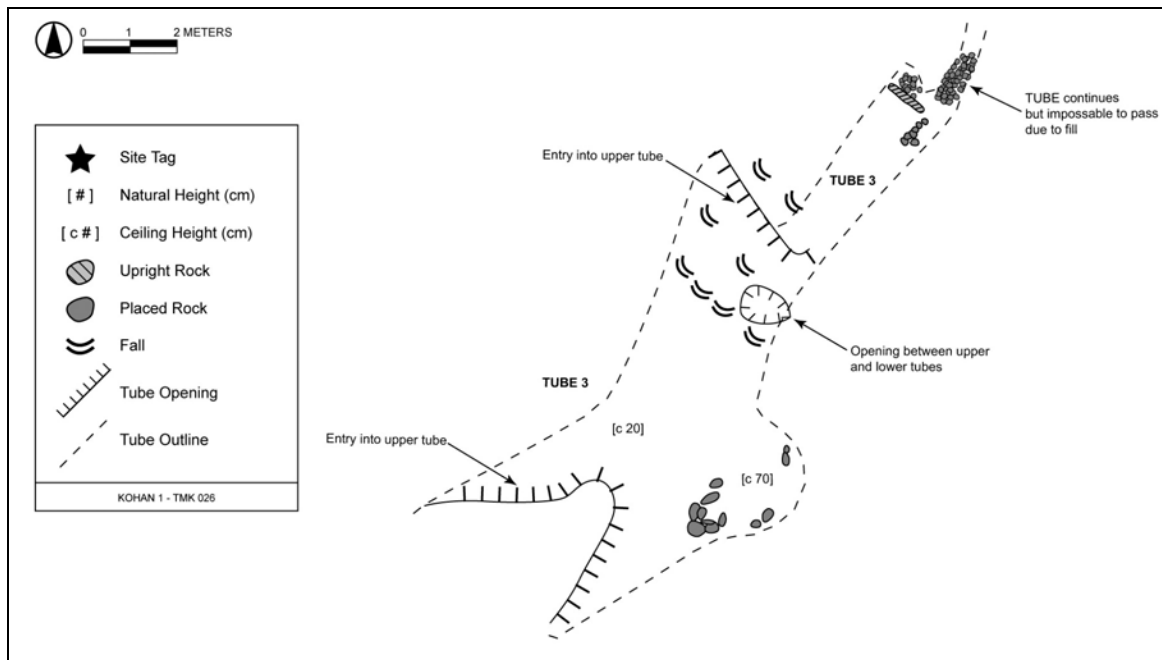 0 1 2 METERS
Site Tag
[ # ] Natural Height (cm)
[ c # ] Ceiling Height (cm)
Upright Rock
Placed Rock
Fall
Tube Opening
Tube Outline
KOHAN 1 - TMK 026
TUBE continues
but impossable to pass
due to fill
Entry into upper tube
TUBE 3
Opening between upper
and lower tubes
TUBE 3
[c 20]
Entry into upper tube
[c 70]